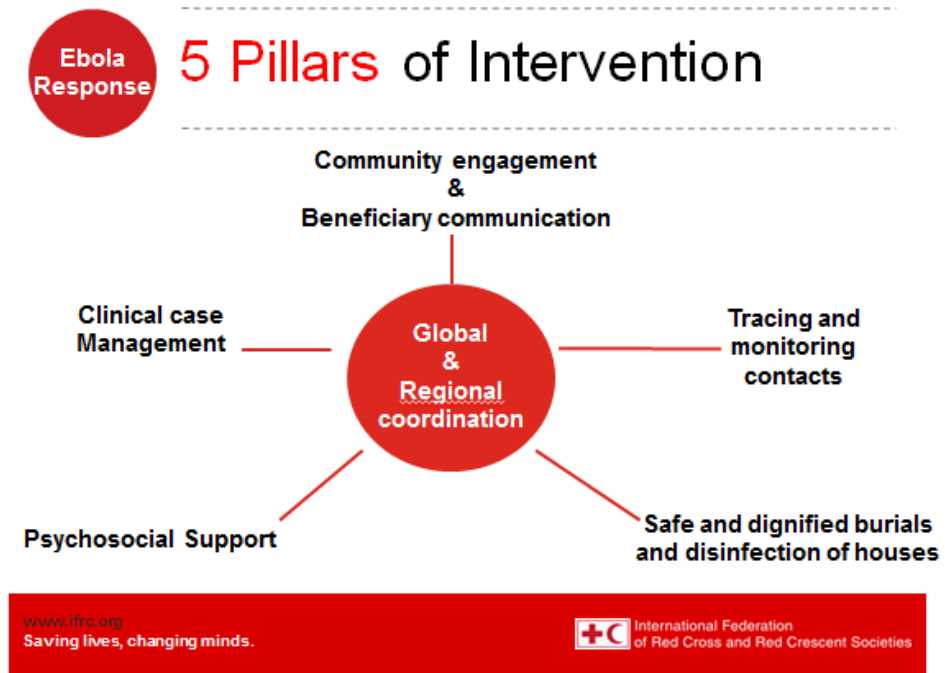 Ebola
Response
5 Pillars of Intervention
Community engagement
&
Beneficiary communication
Clinical case
Management
Global
&
Regional
coordination
Tracing and
monitoring
contacts
Psychosocial Support
Safe and dignified burials
and disinfection of houses
www.ifrc.org
Saving lives, changing minds.
International Federation
of Red Cross and Red Crescent Societies